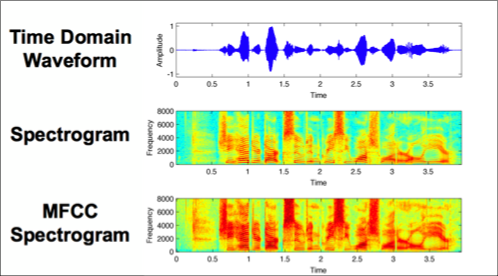 Time Domain
Waveform
Amplitude
1
0
-1
0 0.5 1 1.5 2 2.5 3 3.5
Time
Spectrogram
Frequency
8000
6000
4000
2000
0
0 0.5 1 1.5 2 2.5 3 3.5
Time
MFCC
Spectrogram
Frequency
8000
6000
4000
2000
0
0 0.5 1 1.5 2 2.5 3 3.5
Time